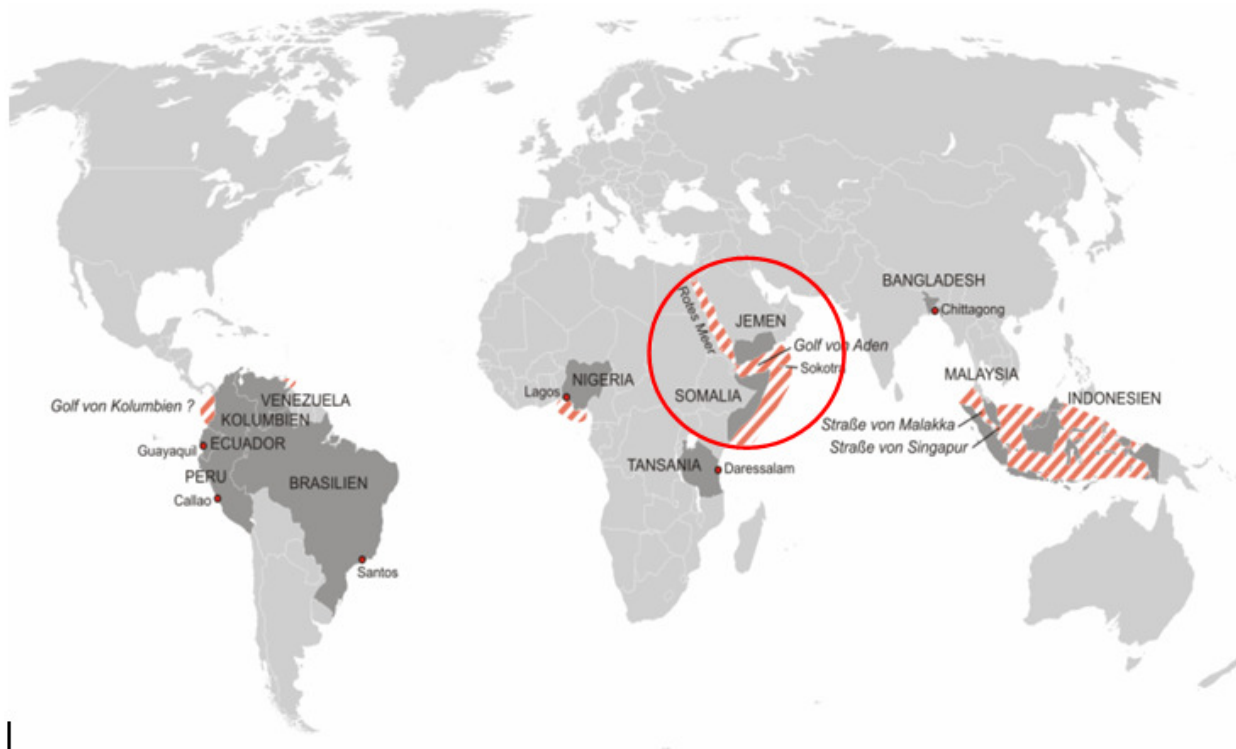 BANGLADESH
Chittagong
Rotes Meer
JEMEN
Golf von Aden
Sokotra
MALAYSIA
NIGERIA
Lagos
SOMALIA
INDONESIEN
VENEZUELA
Golf von Kolumbien ?
KOLUMBIEN
Straße von Malakka
Straße von Singapur
Guayaquil
ECUADOR
TANSANIA
Daressalam
PERU
BRASILIEN
Callao
Santos